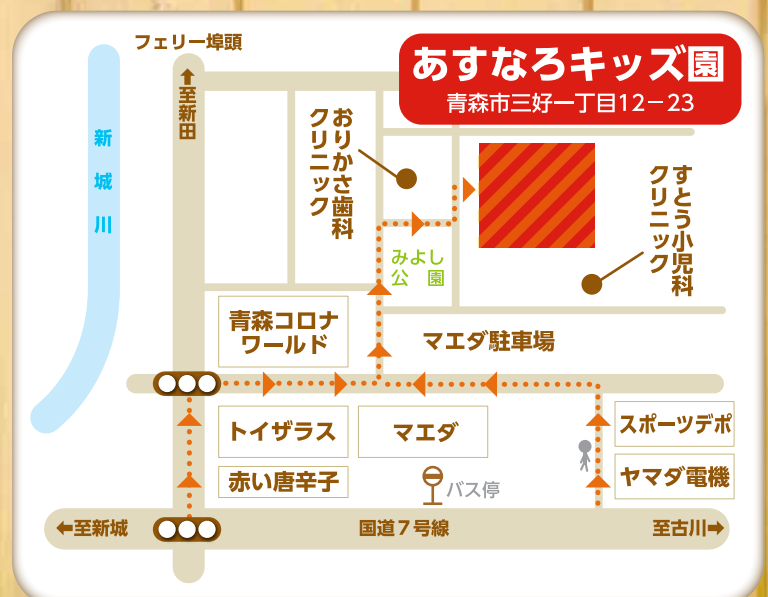 フェリー埠頭
↑至新田
あすなろキッズ園
青森市三好一丁目12-23
新城川
おりかさ歯科
クリニック
すとう小児科
クリニック
みよし
公園
青森コロナ
ワールド
マエダ駐車場
トイザラス
マエダ
スポーツデポ
赤い唐辛子
ヤマダ電機
バス停
←至新城
国道7号線
至古川→